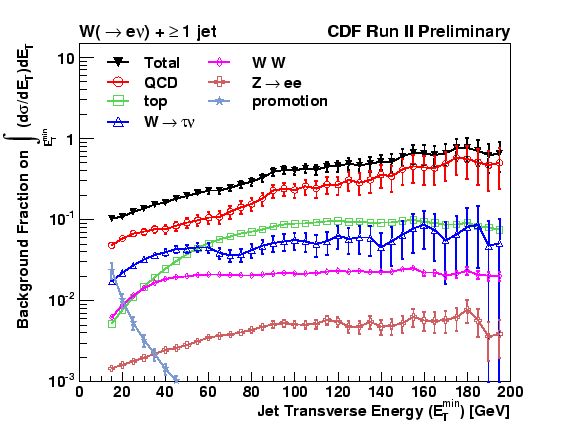 W(→eν) + ≥1 jet
CDF Run II Preliminary
Total
QCD
top
W → τν
W W
Z → ee
promotion
Background Fraction on ∫_{E_T^{min}} (dσ/dE_T)dE_T
10
1
10^{-1}
10^{-2}
10^{-3}
0 20 40 60 80 100 120 140 160 180 200
Jet Transverse Energy (E_T^{min}) [GeV]